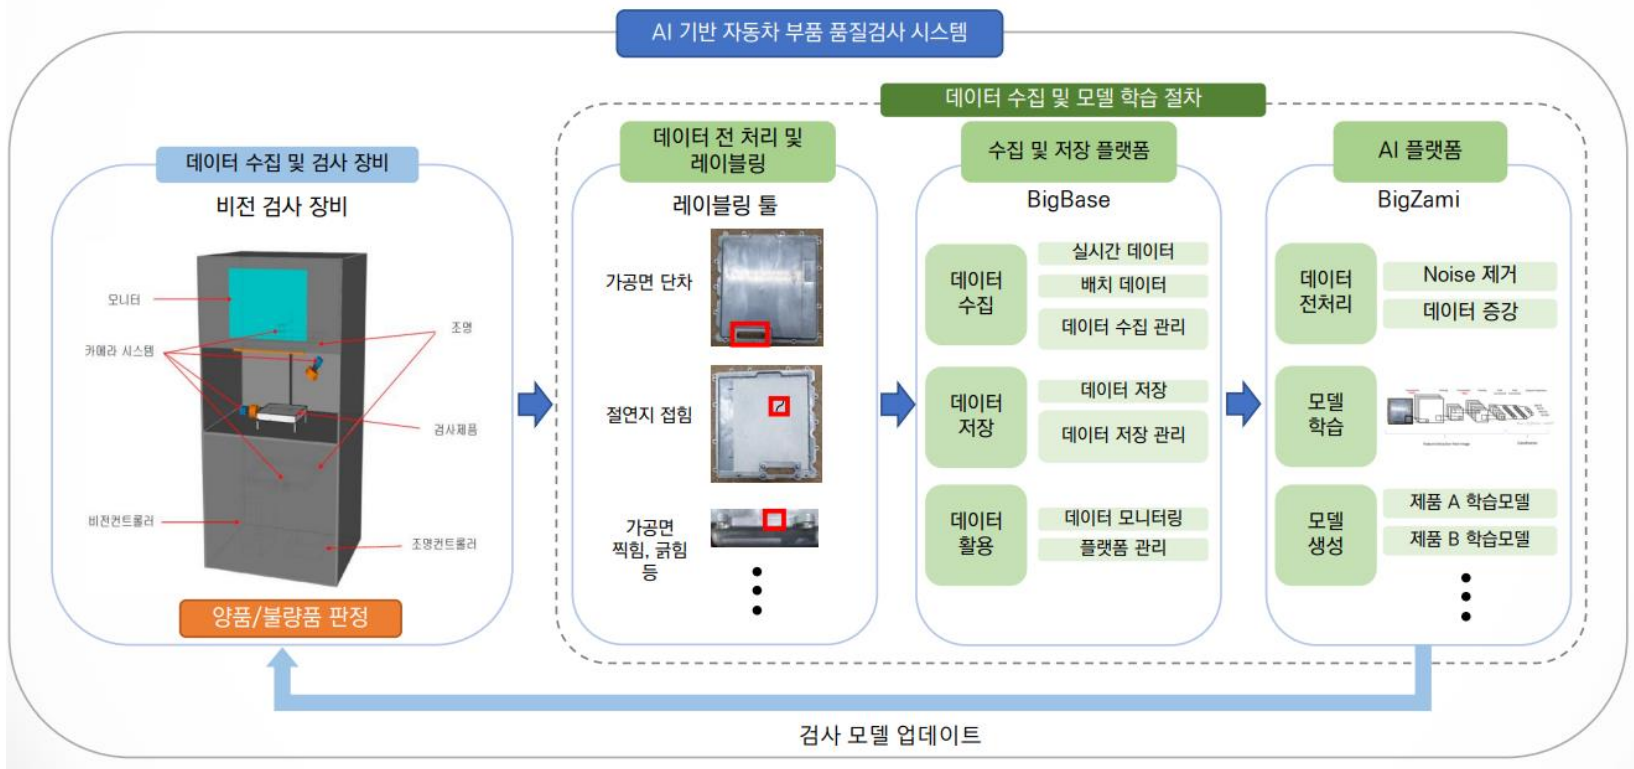 AI 기반 자동차 부품 품질검사 시스템
데이터 수집 및 모델 학습 절차
데이터 수집 및 검사 장비
비전 검사 장비
모니터
카메라 시스템
조명
검사제품
비전컨트롤러
조명컨트롤러
양품/불량품 판정
데이터 전 처리 및
레이블링
레이블링 툴
가공면 단차
절연지 접힘
가공면
찍힘, 긁힘
등
수집 및 저장 플랫폼
BigBase
데이터
수집
실시간 데이터
배치 데이터
데이터 수집 관리
데이터
저장
데이터 저장
데이터 저장 관리
데이터
활용
데이터 모니터링
플랫폼 관리
AI 플랫폼
BigZami
데이터
전처리
Noise 제거
데이터 증강
모델
학습
모델
생성
제품 A 학습모델
제품 B 학습모델
검사 모델 업데이트